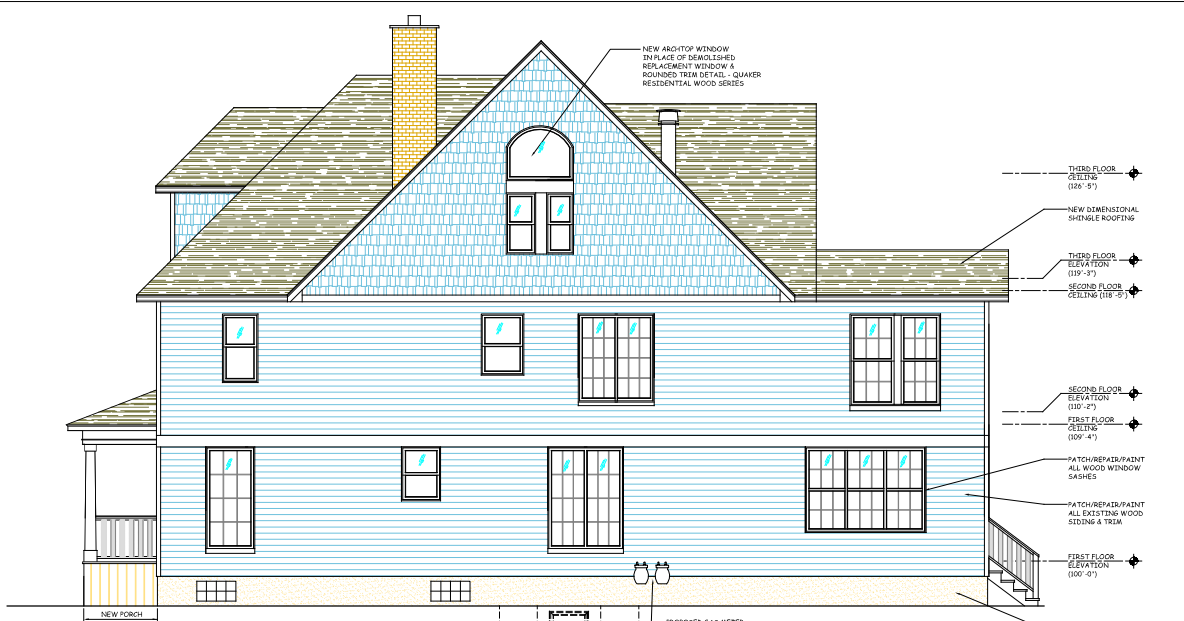 NEW ARCHTOP WINDOW
IN PLACE OF DEMOLISHED
REPLACEMENT WINDOW &
ROUNDED TRIM DETAIL - QUAKER
RESIDENTIAL WOOD SERIES
THIRD FLOOR
CEILING
(126'-5")
NEW DIMENSIONAL
SHINGLE ROOFING
THIRD FLOOR
ELEVATION
(119'-3")
SECOND FLOOR
CEILING (118'-5")
SECOND FLOOR
ELEVATION
(110'-2")
FIRST FLOOR
CEILING
(109'-4")
PATCH/REPAIR/PAINT
ALL WOOD WINDOW
SASHES
PATCH/REPAIR/PAINT
ALL EXISTING WOOD
SIDING & TRIM
FIRST FLOOR
ELEVATION
(100'-0")
NEW PORCH